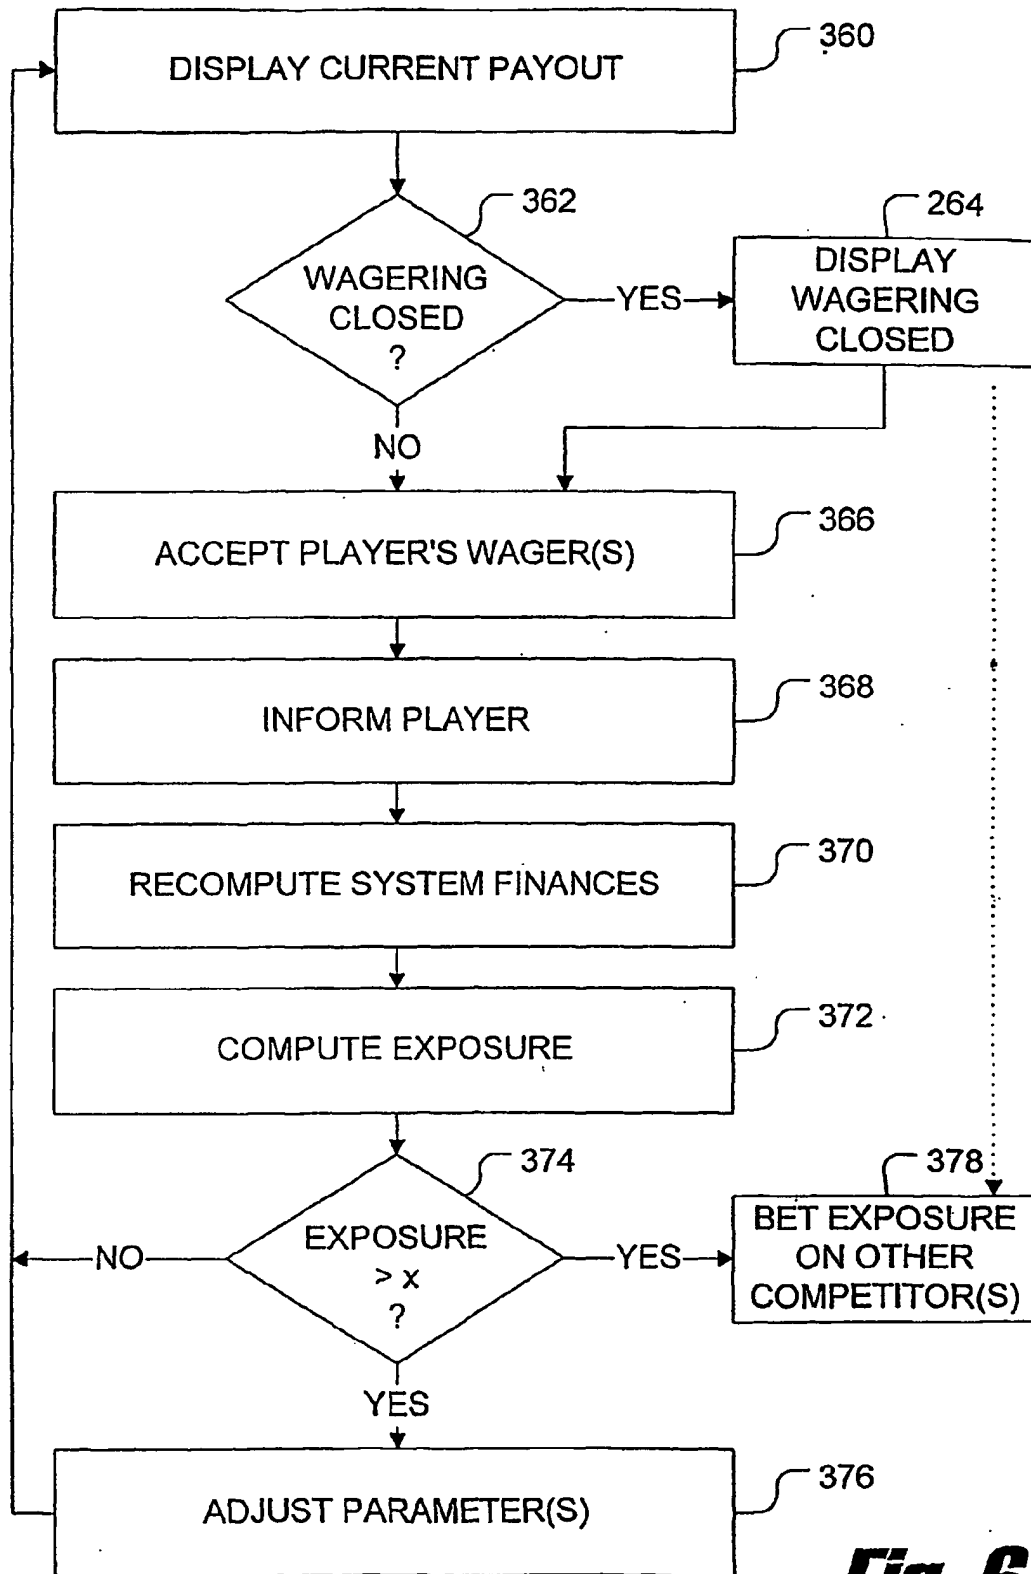 DISPLAY CURRENT PAYOUT
360
362
WAGERING
CLOSED
?
YES
264
DISPLAY
WAGERING
CLOSED
NO
ACCEPT PLAYER'S WAGER(S)
366
INFORM PLAYER
368
RECOMPUTE SYSTEM FINANCES
370
COMPUTE EXPOSURE
372
374
EXPOSURE
> x
?
NO
YES
378
BET EXPOSURE
ON OTHER
COMPETITOR(S)
YES
ADJUST PARAMETER(S)
376
Fig. 6